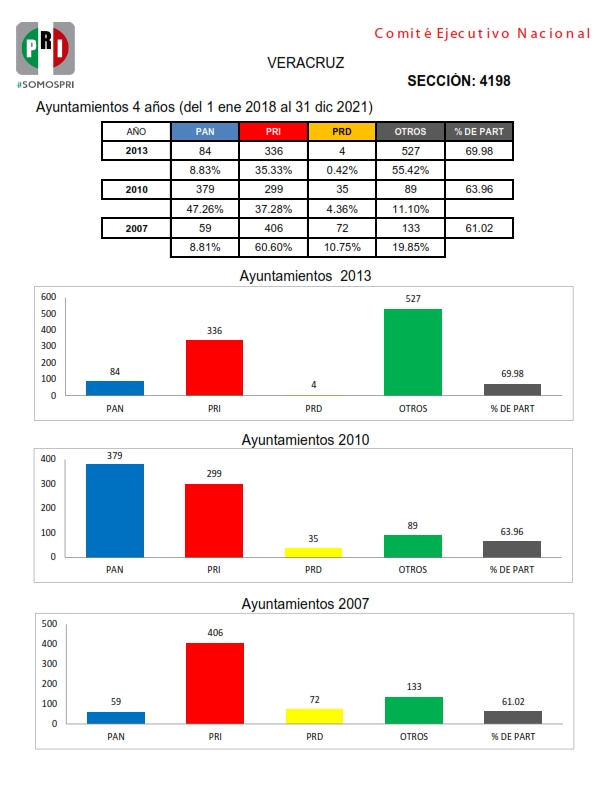 Comité Ejecutivo Nacional
PRI
#SOMOSPRI
VERACRUZ
SECCIÓN: 4198
Ayuntamientos 4 años (del 1 ene 2018 al 31 dic 2021)
AÑO PAN PRI PRD OTROS % DE PART
2013 84 336 4 527 69.98
8.83% 35.33% 0.42% 55.42%
2010 379 299 35 89 63.96
47.26% 37.28% 4.36% 11.10%
2007 59 406 72 133 61.02
8.81% 60.60% 10.75% 19.85%
Ayuntamientos 2013
600
500
400
300
200
100
0
84 336 4 527 69.98
PAN PRI PRD OTROS % DE PART
Ayuntamientos 2010
400
300
200
100
0
379 299 35 89 63.96
PAN PRI PRD OTROS % DE PART
Ayuntamientos 2007
500
400
300
200
100
0
59 406 72 133 61.02
PAN PRI PRD OTROS % DE PART